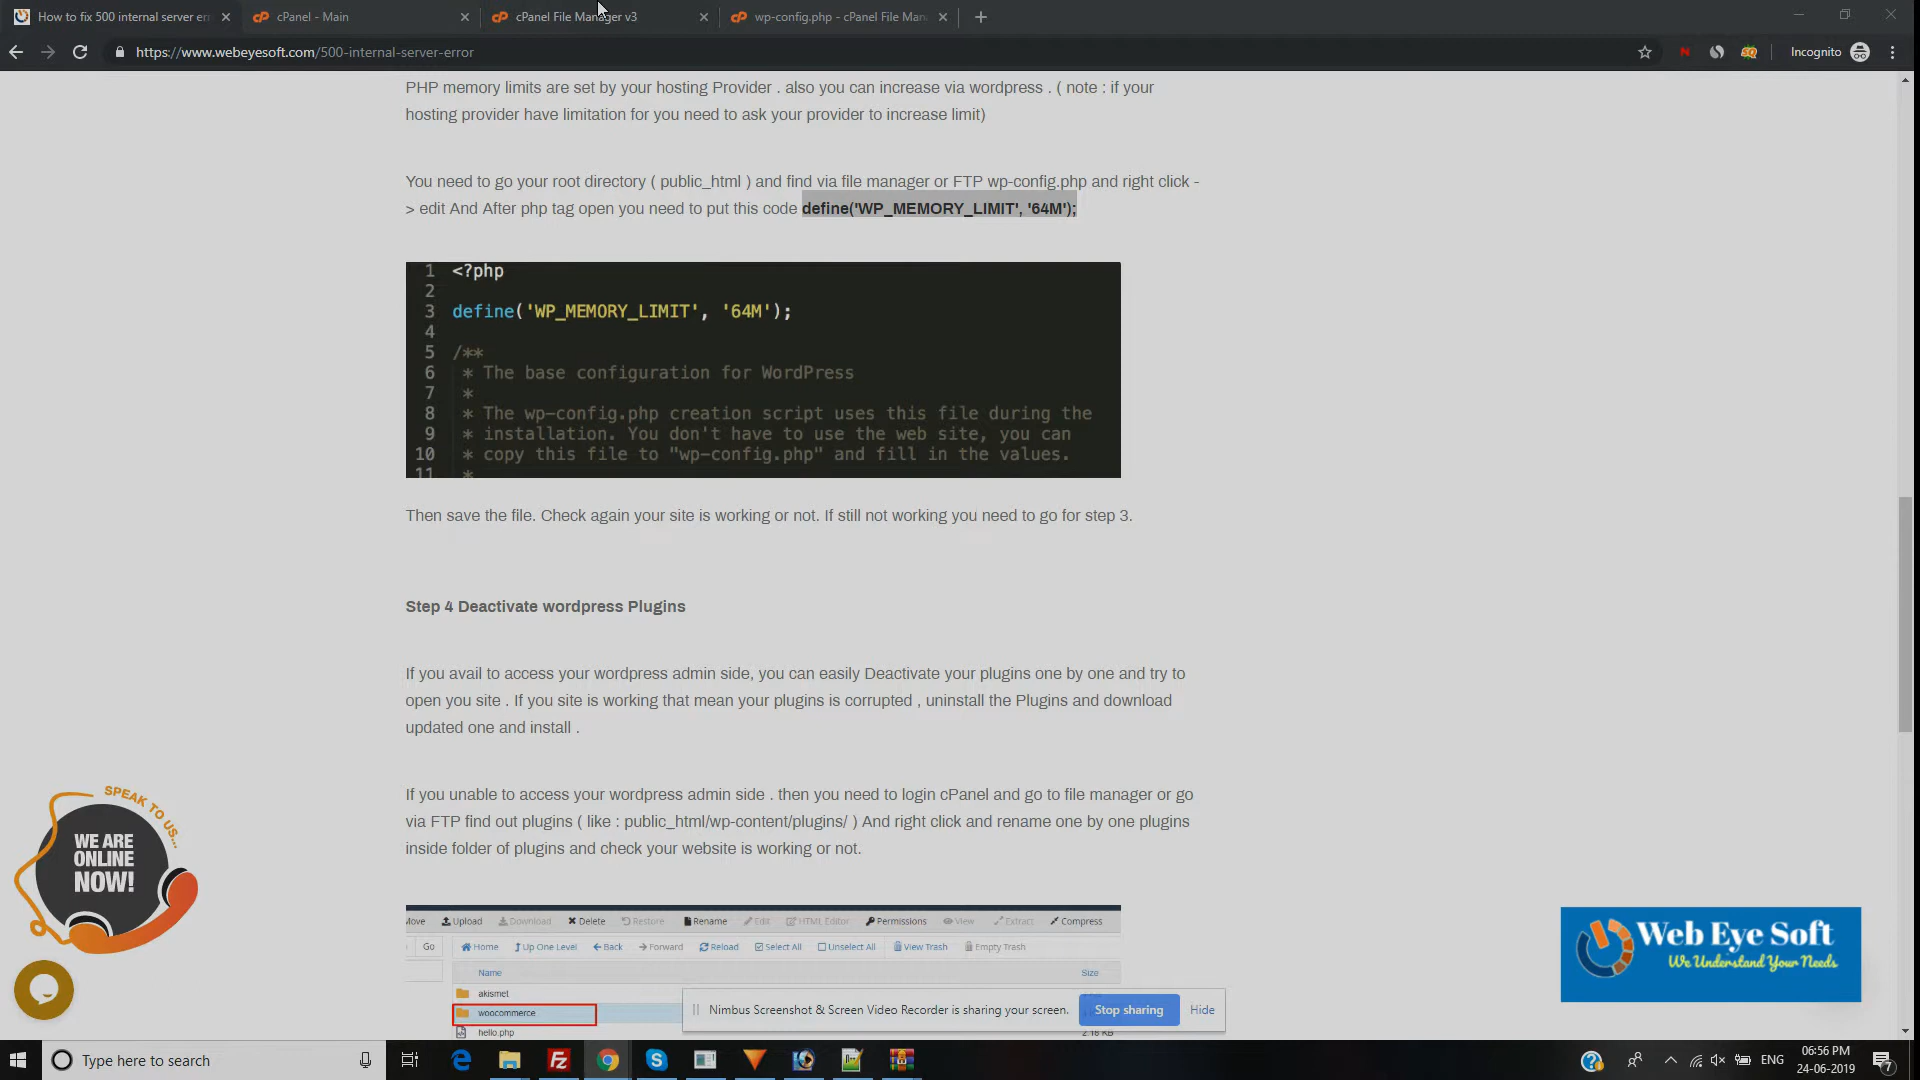 How to fix 500 internal server er
cPanel - Main
cPanel File Manager v3
wp-config.php - cPanel File Man
https://www.webeyesoft.com/500-internal-server-error
Incognito
PHP memory limits are set by your hosting Provider . also you can increase via wordpress . ( note : if your
hosting provider have limitation for you need to ask your provider to increase limit)
You need to go your root directory ( public_html ) and find via file manager or FTP wp-config.php and right click -
> edit And After php tag open you need to put this code define('WP_MEMORY_LIMIT', '64M');
1 <?php
2
3 define('WP_MEMORY_LIMIT', '64M');
4
5 /**
6 * The base configuration for WordPress
7 *
8 * The wp-config.php creation script uses this file during the
9 * installation. You don't have to use the web site, you can
10 * copy this file to "wp-config.php" and fill in the values.
11 *
Then save the file. Check again your site is working or not. If still not working you need to go for step 3.
Step 4 Deactivate wordpress Plugins
If you avail to access your wordpress admin side, you can easily Deactivate your plugins one by one and try to
open you site . If you site is working that mean your plugins is corrupted , uninstall the Plugins and download
updated one and install .
If you unable to access your wordpress admin side . then you need to login cPanel and go to file manager or go
via FTP find out plugins ( like : public_html/wp-content/plugins/ ) And right click and rename one by one plugins
inside folder of plugins and check your website is working or not.
SPEAK TO US...
WE ARE
ONLINE
NOW!
Move Upload Download Delete Restore Rename Edit HTML Editor Permissions View Extract Compress
Go Home Up One Level Back Forward Reload Select All Unselect All View Trash Empty Trash
Name Size
akismet
woocommerce
hello.php 2.16 KB
Nimbus Screenshot & Screen Video Recorder is sharing your screen. Stop sharing Hide
Web Eye Soft
We Understand Your Needs
Type here to search
ENG
06:56 PM
24-06-2019
7